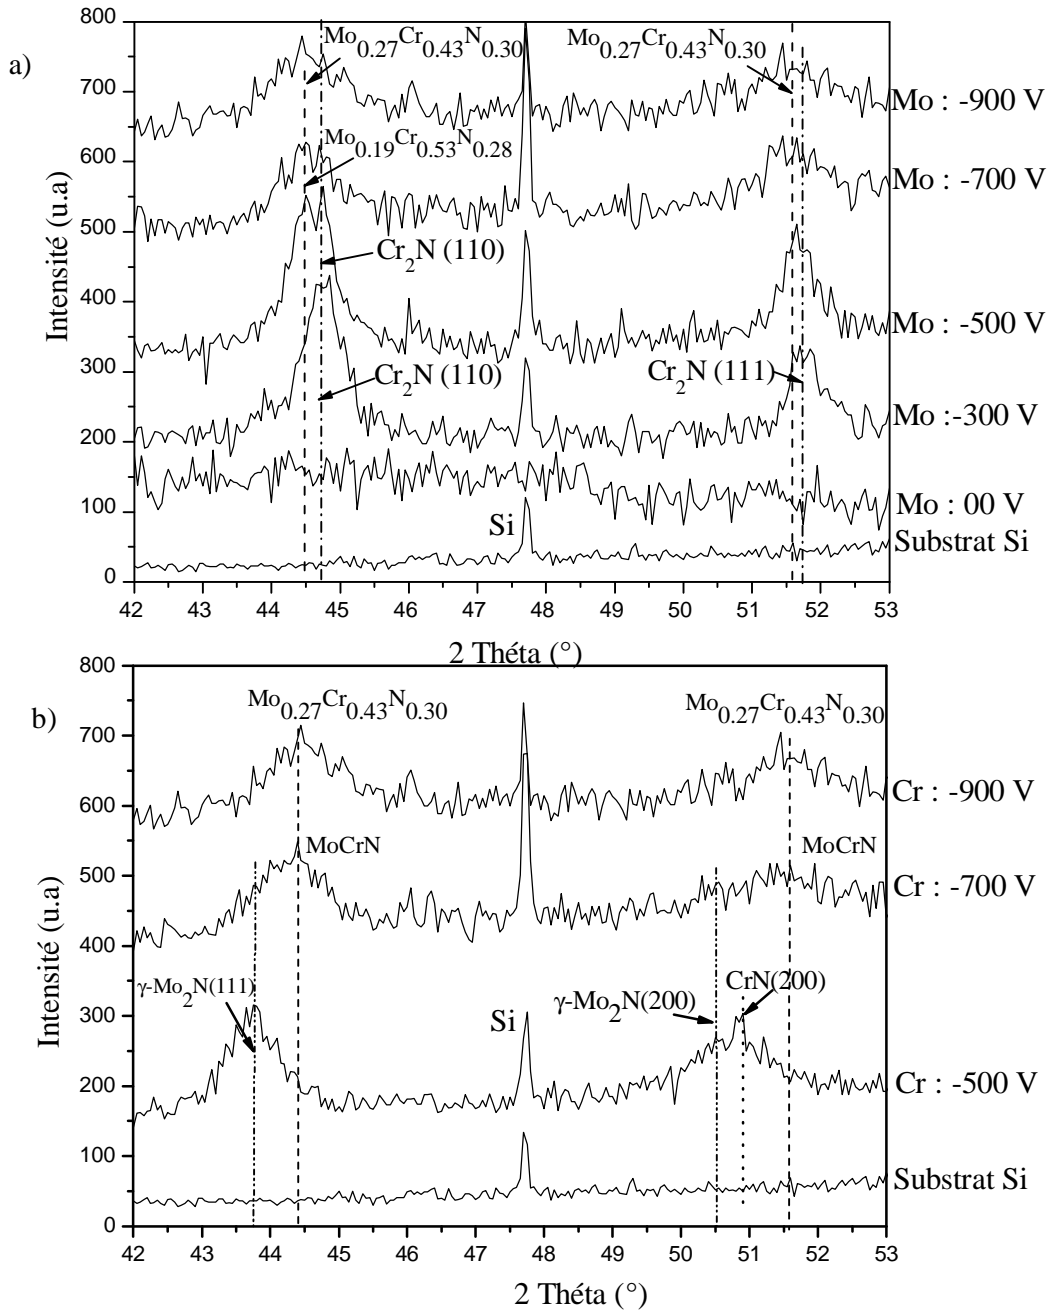 a)
800
Mo0.27Cr0.43N0.30 Mo0.27Cr0.43N0.30
700
Mo : -900 V
Mo0.19Cr0.53N0.28
600
Mo : -700 V
500
Cr2N (110)
400
Mo : -500 V
300
Cr2N (110) Cr2N (111)
Mo :-300 V
200
100
Si
Mo : 00 V
Substrat Si
0
Intensité (u.a)
42 43 44 45 46 47 48 49 50 51 52 53
2 Théta (°)
b)
800
Mo0.27Cr0.43N0.30 Mo0.27Cr0.43N0.30
700
Cr : -900 V
600
MoCrN MoCrN
500
Cr : -700 V
400
γ-Mo2N(111) γ-Mo2N(200) CrN(200)
300
Si
200
Cr : -500 V
100
Substrat Si
0
Intensité (u.a)
42 43 44 45 46 47 48 49 50 51 52 53
2 Théta (°)